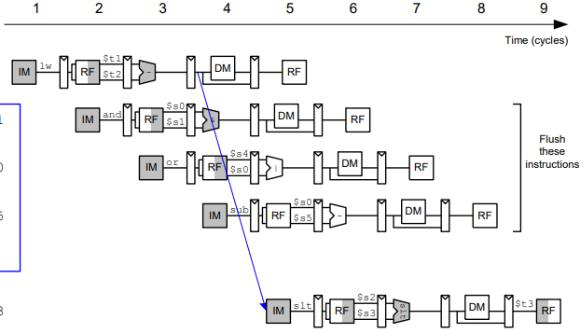 1 2 3 4 5 6 7 8 9
Time (cycles)
IM lw RF $t1 $t2 - DM RF
IM and RF $s0 $s1 DM RF
IM or RF $s4 $s0 | DM RF
IM sub RF $s0 $s5 - DM RF
Flush
these
instructions
IM slt RF $s2 $s3 slt DM $t3 RF